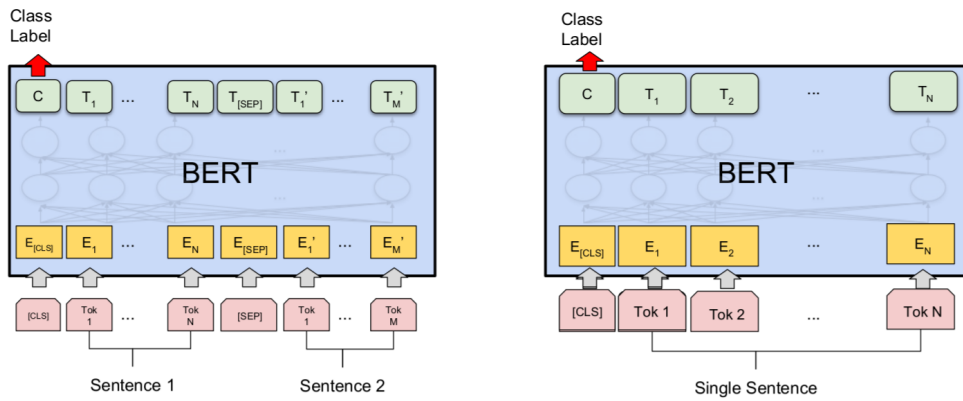 Class
Label
C T1 ... TN T[SEP] T1' ... TM'
...
BERT
...
E[CLS] E1 ... EN E[SEP] E1' ... EM'
[CLS] Tok 1 ... Tok N [SEP] Tok 1 ... Tok M
Sentence 1 Sentence 2
Class
Label
C T1 T2 ... TN
...
BERT
...
E[CLS] E1 E2 ... EN
[CLS] Tok 1 Tok 2 ... Tok N
Single Sentence